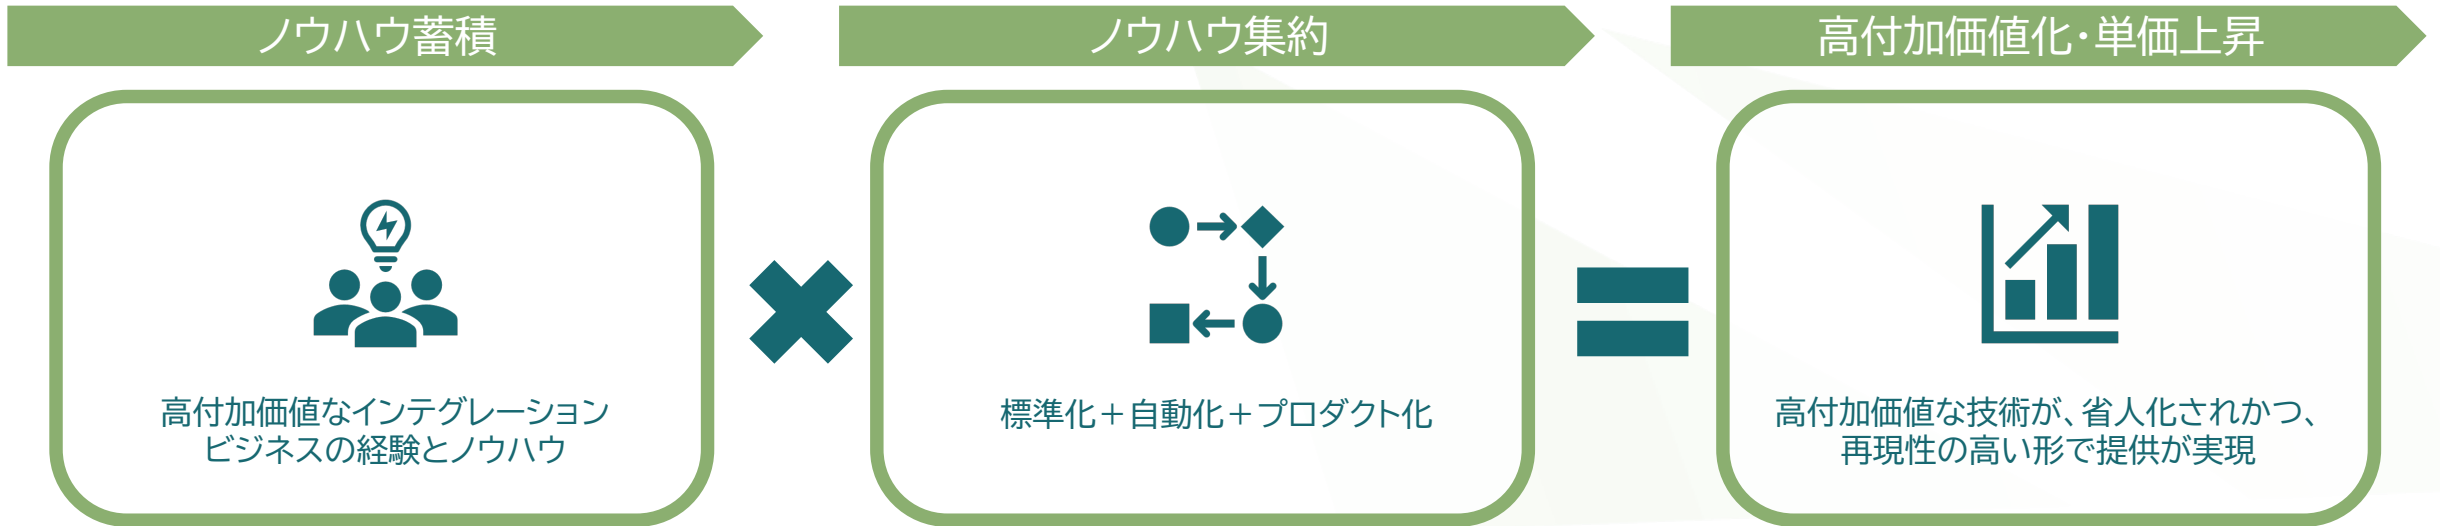 ノウハウ蓄積
ノウハウ集約
高付加価値化・単価上昇
高付加価値なインテグレーション
ビジネスの経験とノウハウ
標準化＋自動化＋プロダクト化
高付加価値な技術が、省人化されかつ、
再現性の高い形で提供が実現